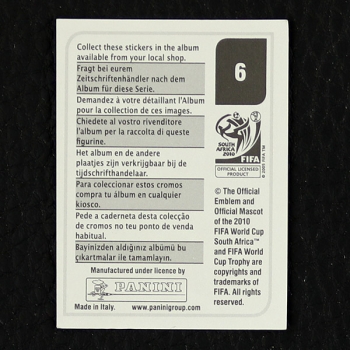 Collect these stickers in the album
available from your local shop.
Fragt bei eurem
Zeitschriftenhändler nach dem
Album für diese Serie.
Demandez à votre détaillant l'Album
pour la collection de ces images.
Chiedete al vostro rivenditore
l'album per la raccolta di queste
figurine.
Het album en de andere
plaatjes zijn verkrijgbaar bij de
tijdschrifthandelaar.
Para coleccionar estos cromos
compra tu álbum en cualquier
kiosco.
Pede a caderneta desta colecção
de cromos no teu ponto de venda
habitual.
Bayinizden aldığınız albümü bu
çıkartmalar ile tamamlayın.
Manufactured under licence by
PANINI
Made in Italy.
www.paninigroup.com
6
SOUTH AFRICA
2010
FIFA
OFFICIAL LICENSED
PRODUCT
© The Official
Emblem and
Official Mascot
of the 2010
FIFA World Cup
South Africa™
and FIFA World
Cup Trophy are
copyrights and
trademarks of
FIFA. All rights
reserved.